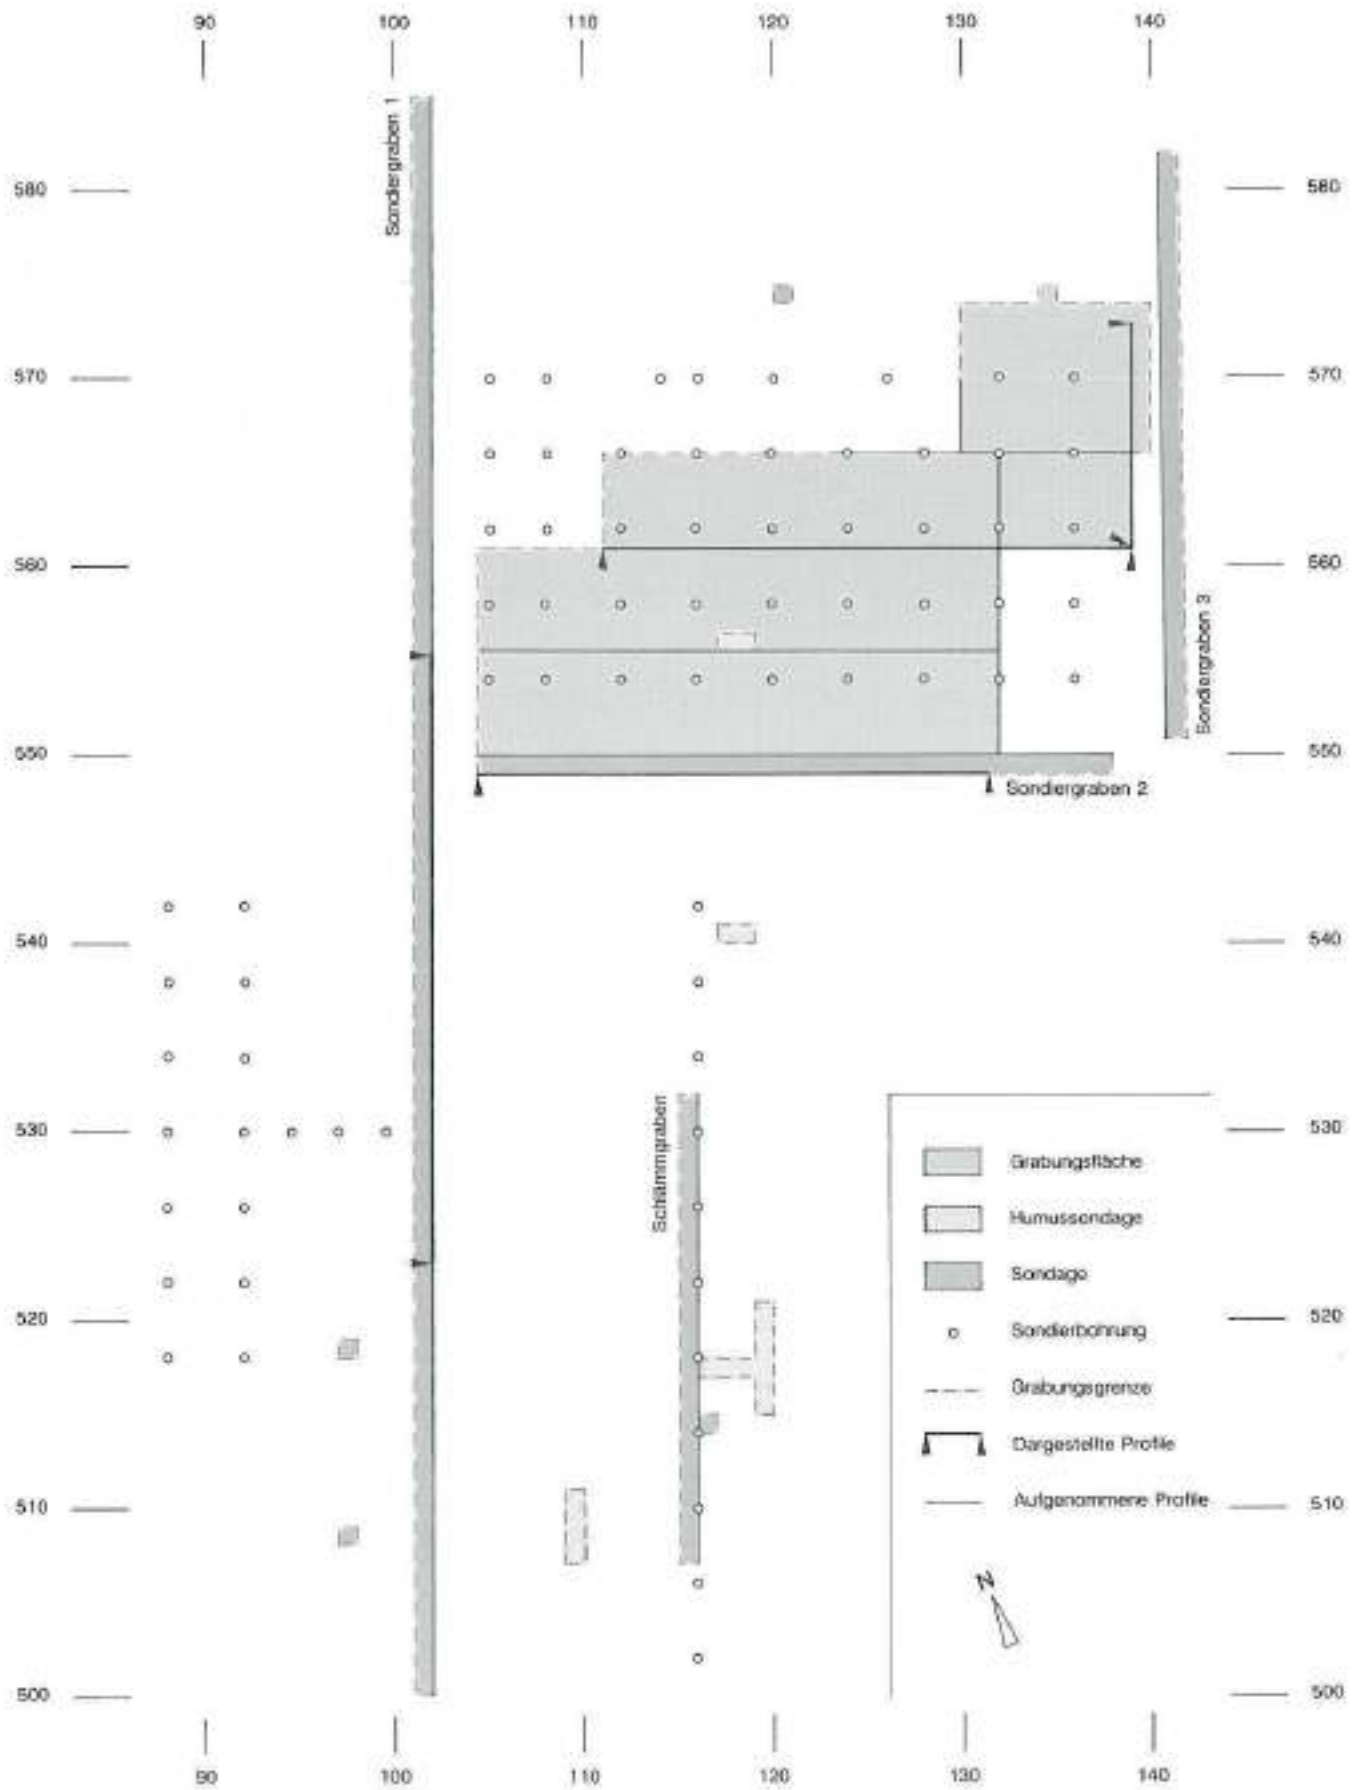 90 100 110 120 130 140
Sondiergraben 1
580 580
570 570
560 560
Sondiergraben 3
550 550
Sondiergraben 2
540 540
Schlämmgraben
530 530
Grabungsfläche
Humussondage
Sondage
520 520
Sondierbohrung
Grabungsgrenze
Dargestellte Profile
Aufgenommene Profile
510 510
N
500 500
90 100 110 120 130 140